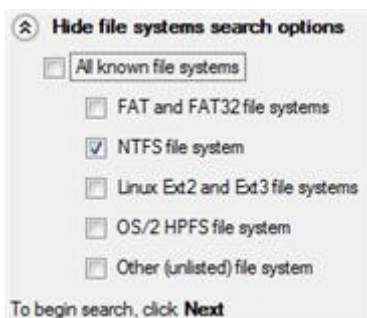 Hide file systems search options
All known file systems
FAT and FAT32 file systems
NTFS file system
Linux Ext2 and Ext3 file systems
OS/2 HPFS file system
Other (unlisted) file system
To begin search, click Next